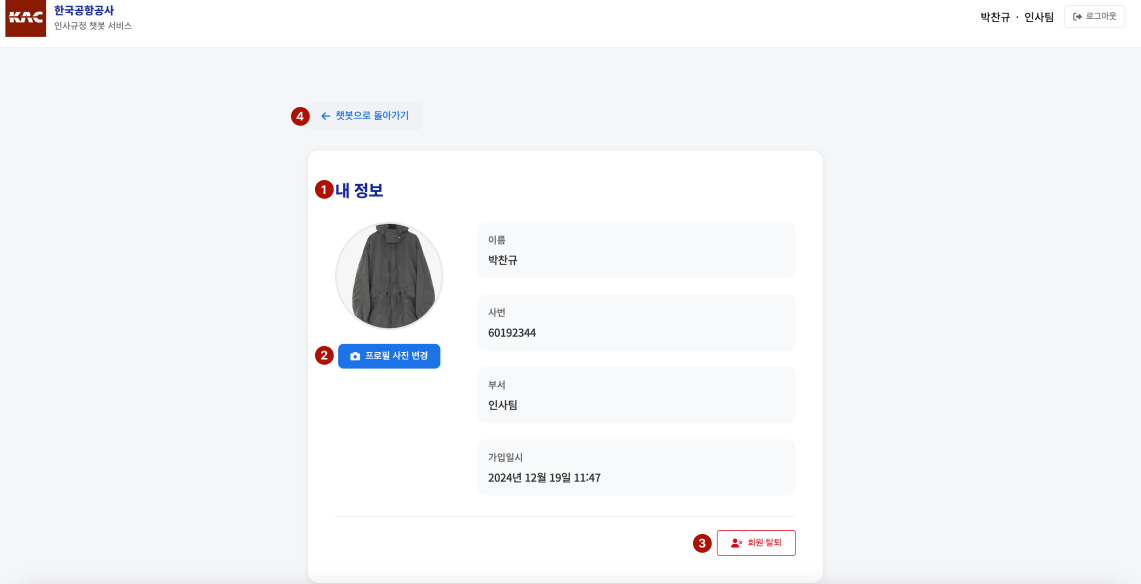 KAC
한국공항공사
인사규정 챗봇 서비스
박찬규 · 인사팀
로그아웃
4
← 챗봇으로 돌아가기
1 내 정보
이름
박찬규
사번
60192344
2 프로필 사진 변경
부서
인사팀
가입일시
2024년 12월 19일 11:47
3 회원 탈퇴